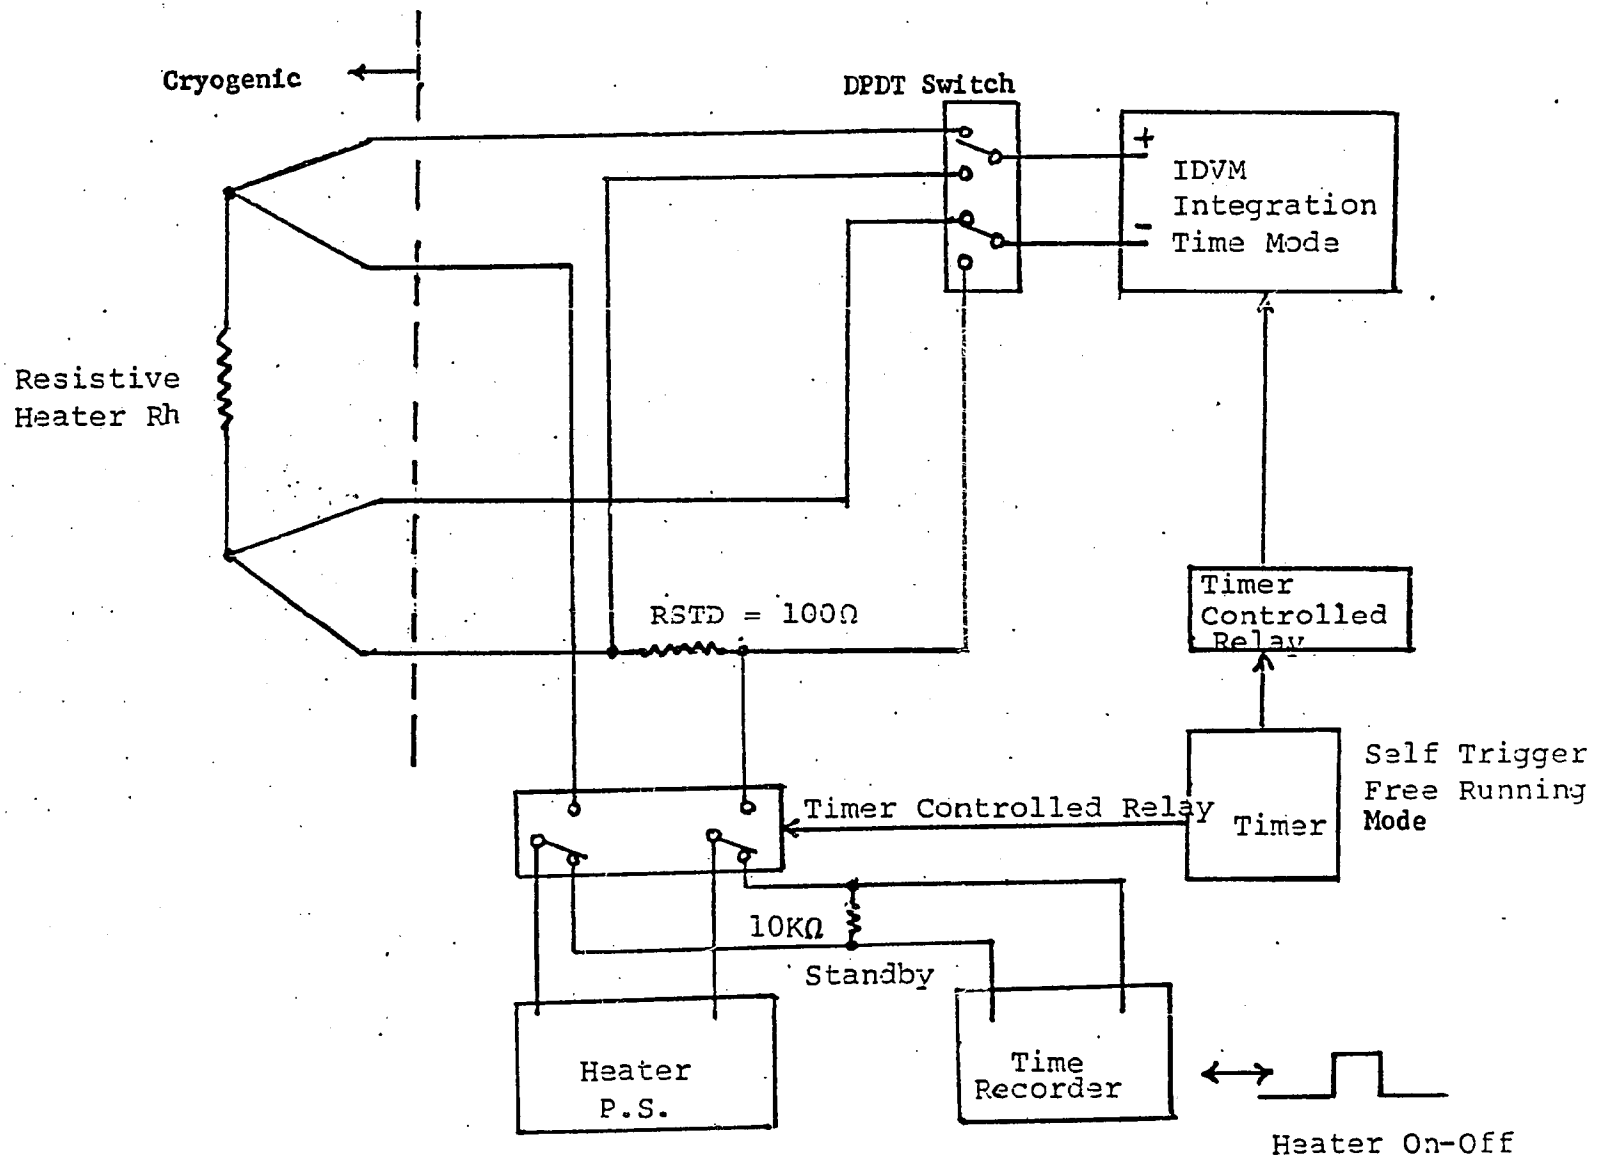 Cryogenic
DPDT Switch
+
IDVM
Integration
- Time Mode
Resistive
Heater Rh
RSTD = 100Ω
Timer
Controlled
Relay
Self Trigger
Free Running
Mode
Timer Controlled Relay
Timer
10KΩ
Standby
Heater
P.S.
Time
Recorder
Heater On-Off